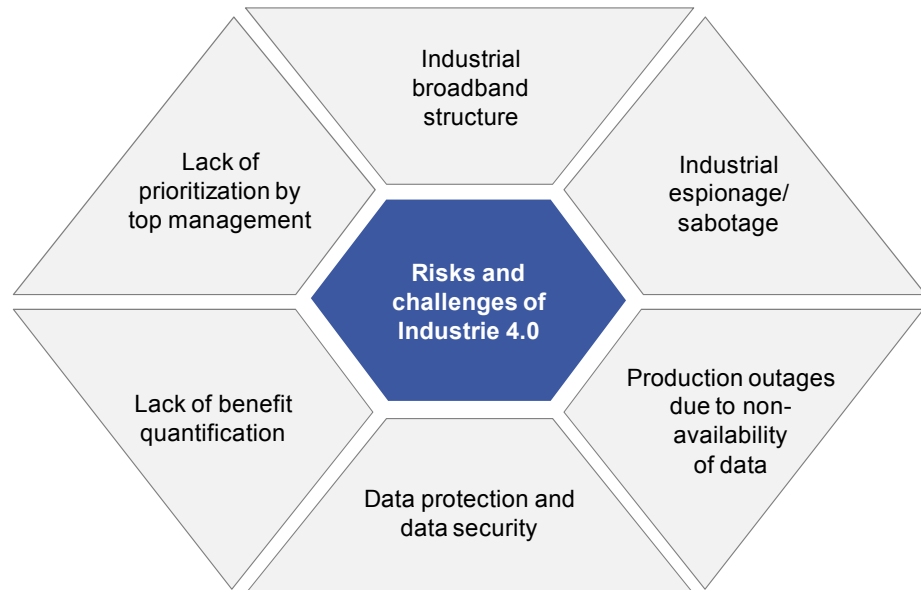 Industrial
broadband
structure
Lack of
prioritization by
top management
Industrial
espionage/
sabotage
Risks and
challenges of
Industrie 4.0
Lack of benefit
quantification
Production outages
due to non-
availability
of data
Data protection and
data security